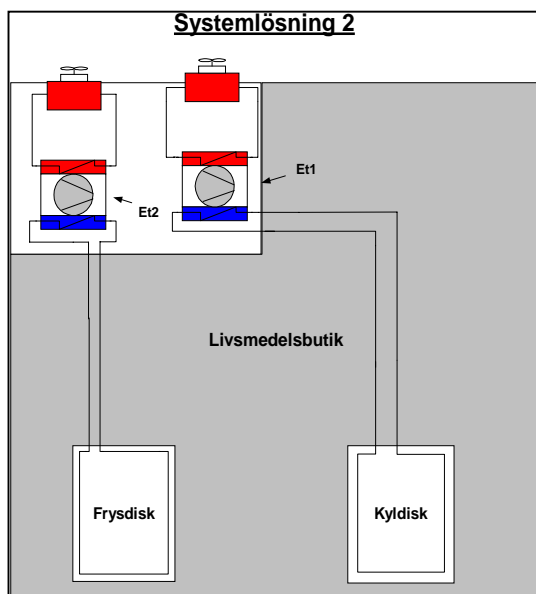 Systemlösning 2
Et1
Et2
Livsmedelsbutik
Frysdisk
Kyldisk